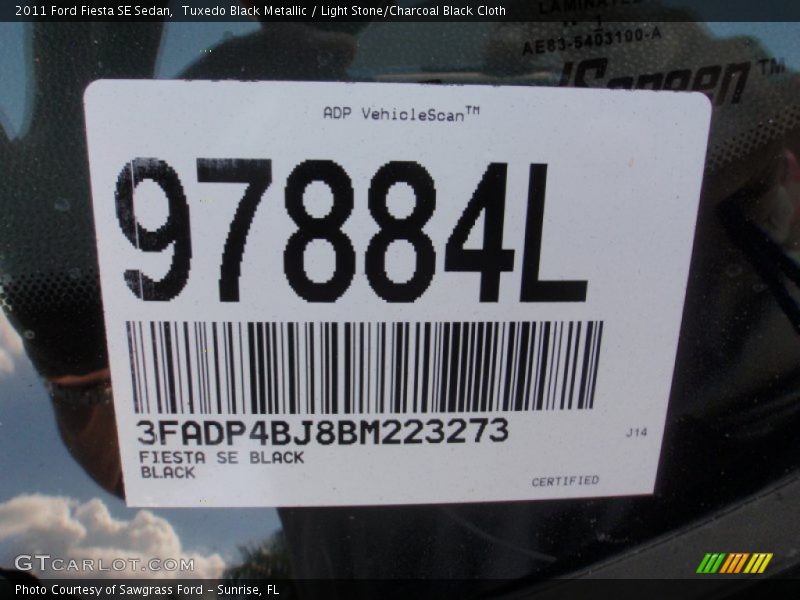 2011 Ford Fiesta SE Sedan,  Tuxedo Black Metallic / Light Stone/Charcoal Black Cloth
LAMINATED
AE83-5403100-A
ADP VehicleScan™
97884L
3FADP4BJ8BM223273
FIESTA SE BLACK
BLACK
J14
CERTIFIED
GTCARLOT.COM
Photo Courtesy of Sawgrass Ford - Sunrise, FL